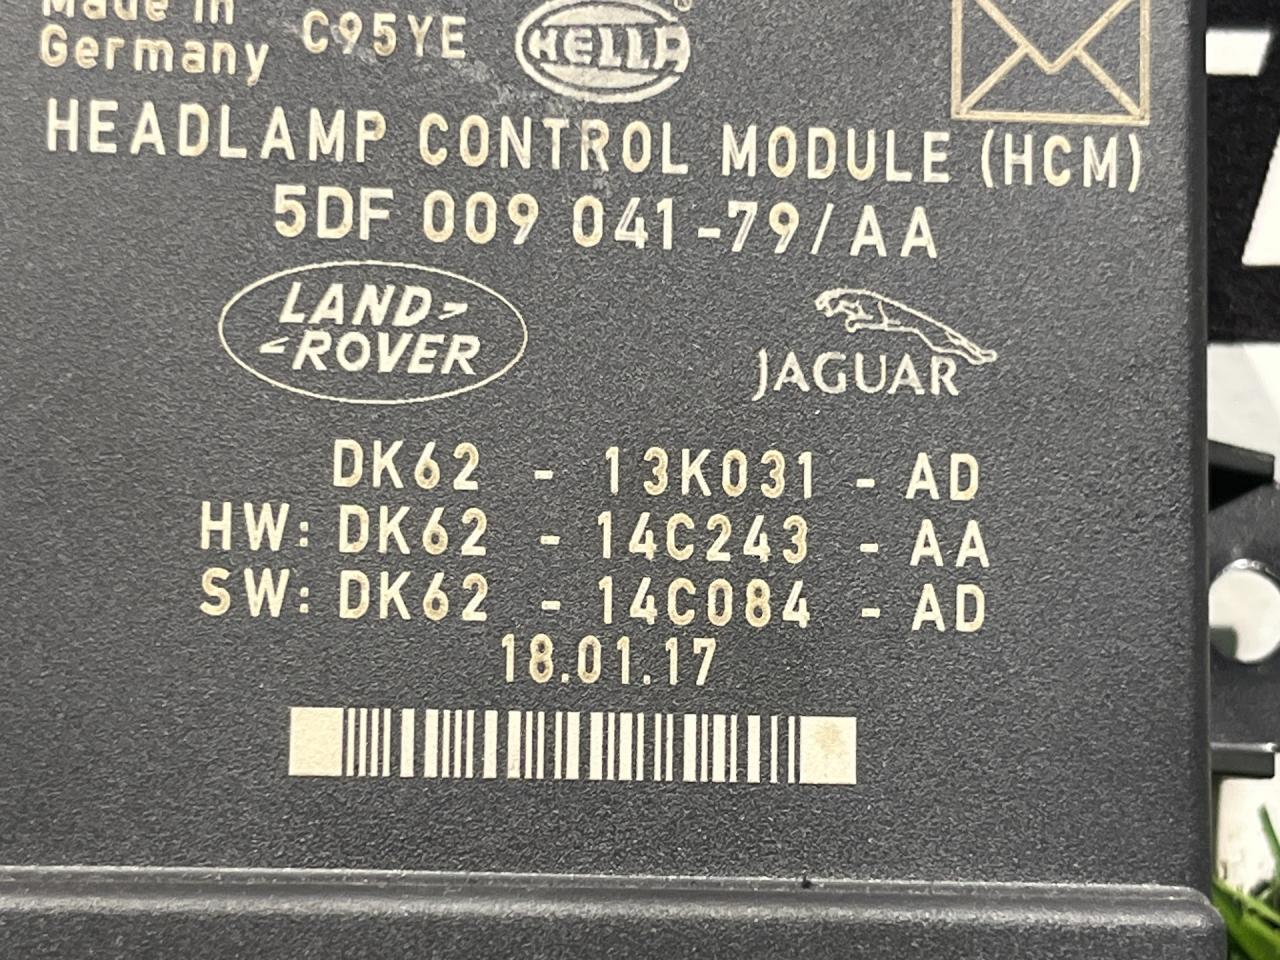 Made in
Germany C95YE HELLA®
HEADLAMP CONTROL MODULE (HCM)
5DF 009 041-79/AA
LAND-
-ROVER
JAGUAR
DK62 - 13K031 - AD
HW: DK62 - 14C243 - AA
SW: DK62 - 14C084 - AD
18.01.17